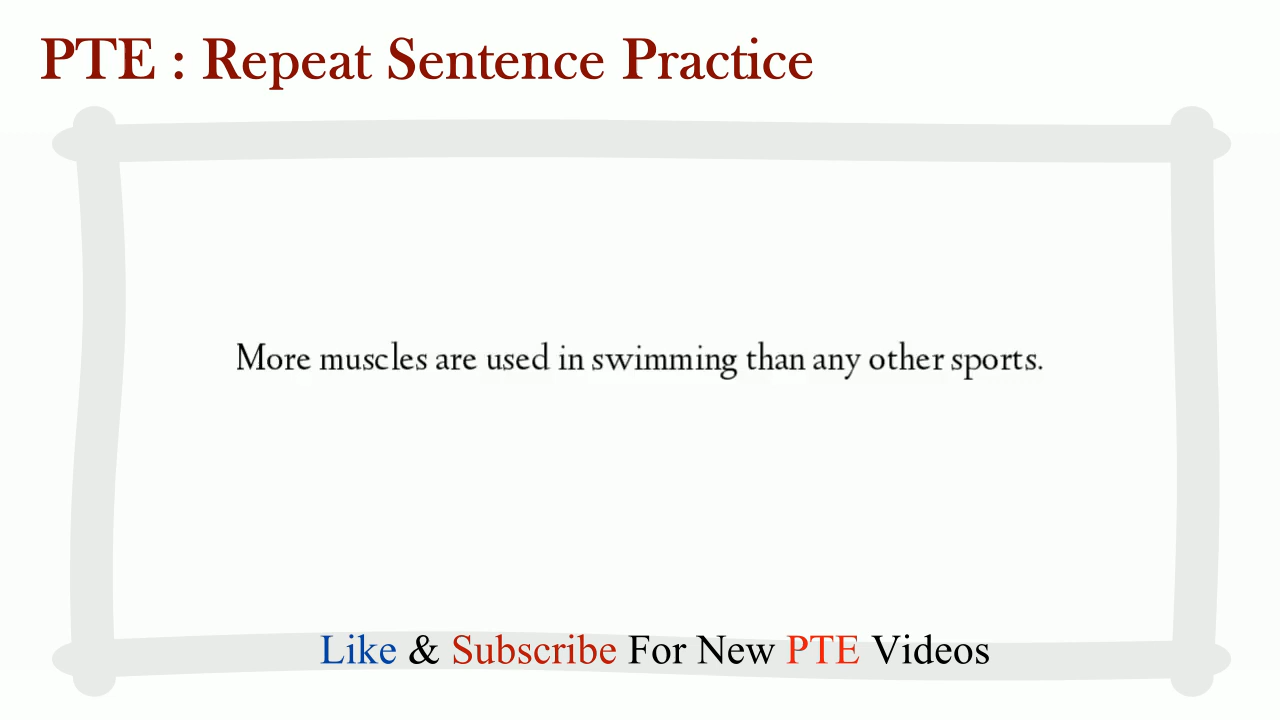 PTE : Repeat Sentence Practice
More muscles are used in swimming than any other sports.
Like & Subscribe For New PTE Videos